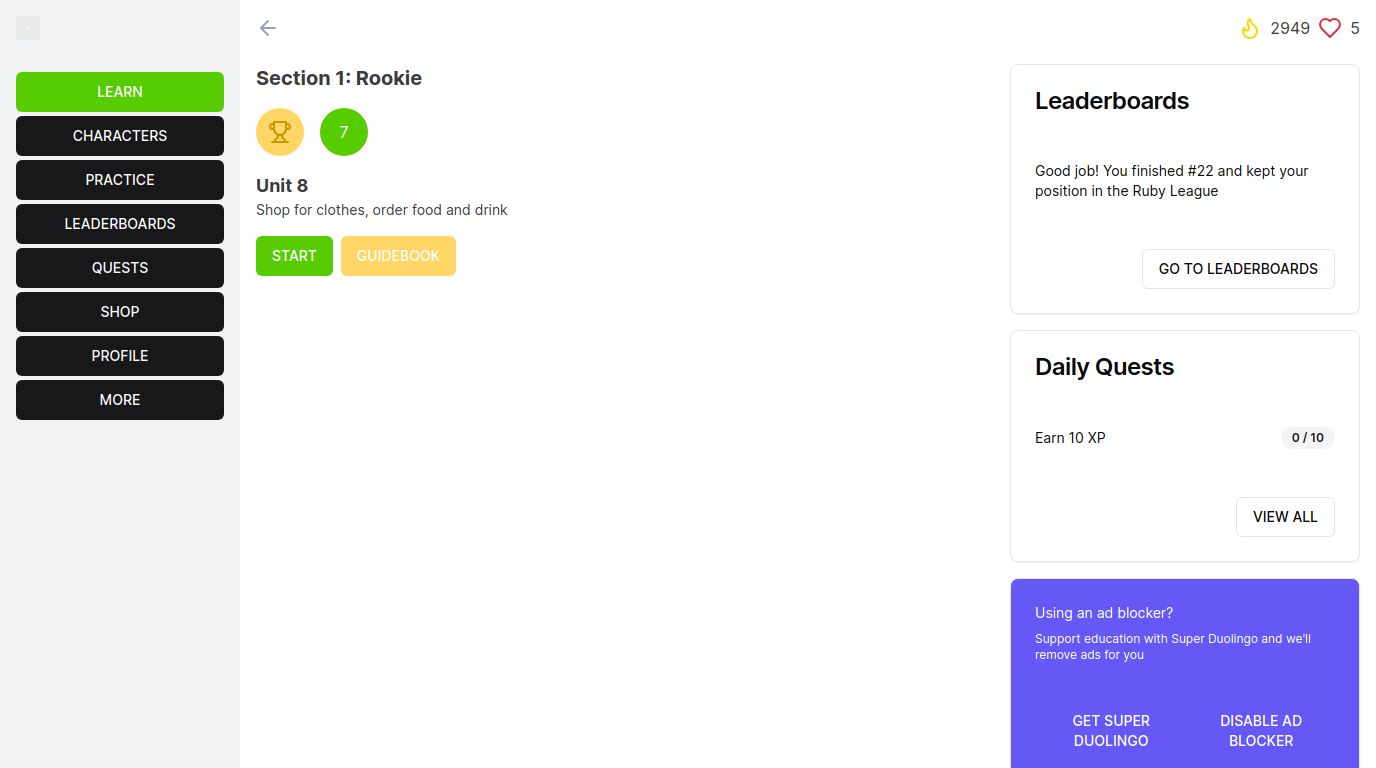 LEARN
CHARACTERS
PRACTICE
LEADERBOARDS
QUESTS
SHOP
PROFILE
MORE
2949
5
Section 1: Rookie
7
Unit 8
Shop for clothes, order food and drink
START
GUIDEBOOK
Leaderboards
Good job! You finished #22 and kept your
position in the Ruby League
GO TO LEADERBOARDS
Daily Quests
Earn 10 XP
0 / 10
VIEW ALL
Using an ad blocker?
Support education with Super Duolingo and we'll
remove ads for you
GET SUPER
DUOLINGO
DISABLE AD
BLOCKER